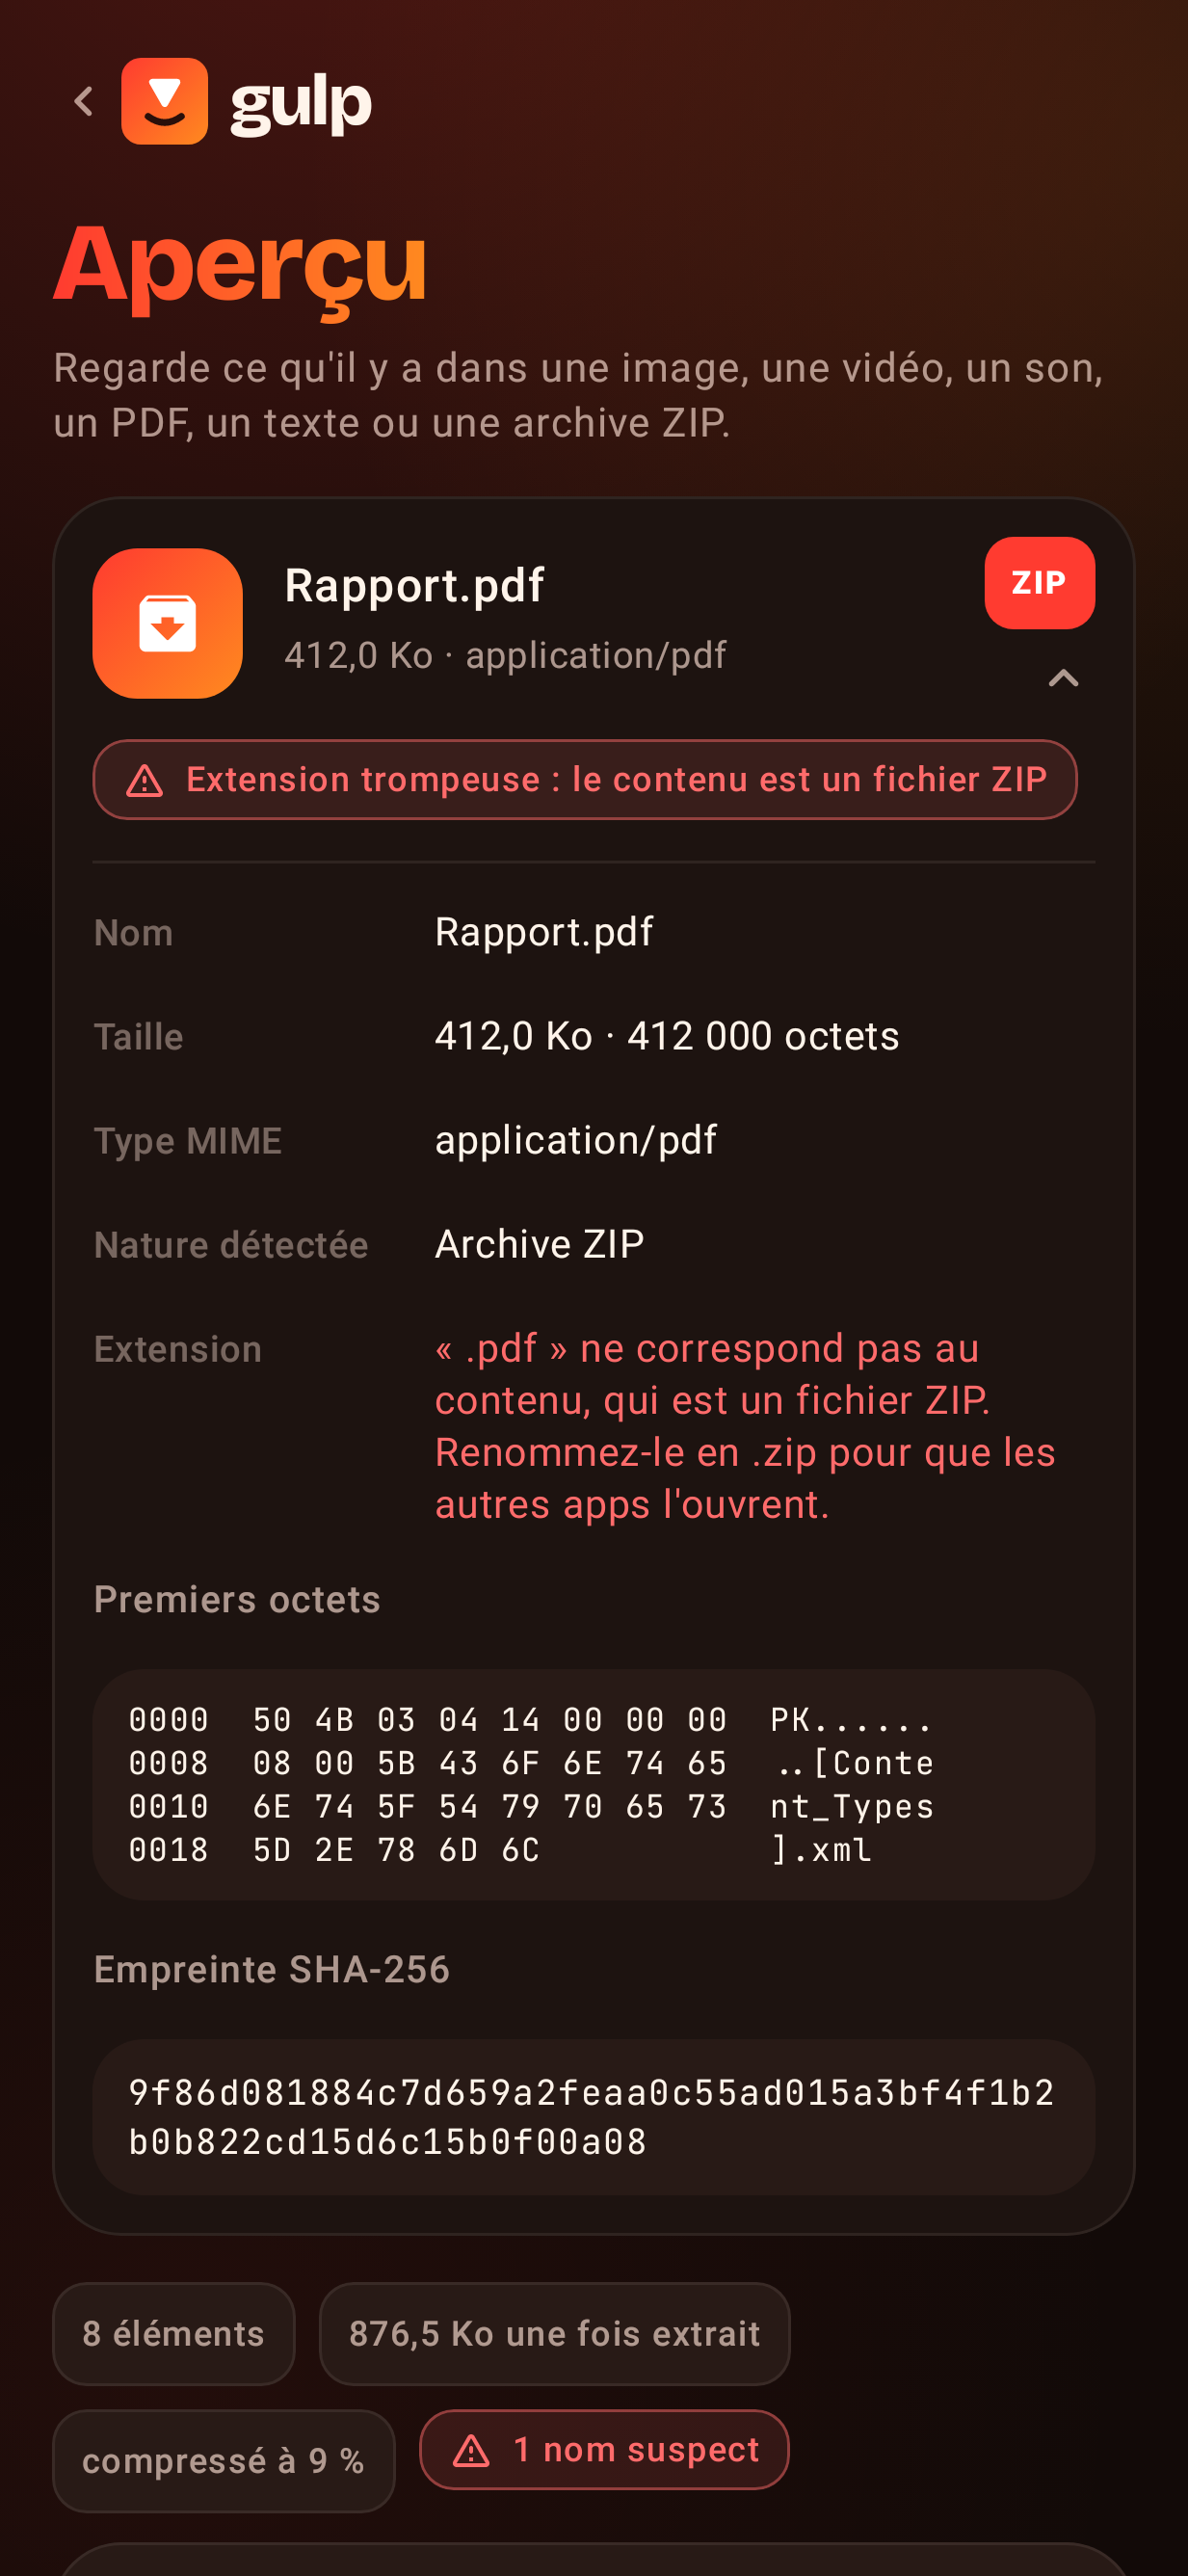 gulp
Aperçu
Regarde ce qu'il y a dans une image, une vidéo, un son,
un PDF, un texte ou une archive ZIP.
Rapport.pdf
ZIP
412,0 Ko · application/pdf
Extension trompeuse : le contenu est un fichier ZIP
Nom Rapport.pdf
Taille 412,0 Ko · 412 000 octets
Type MIME application/pdf
Nature détectée Archive ZIP
Extension « .pdf » ne correspond pas au
contenu, qui est un fichier ZIP.
Renommez-le en .zip pour que les
autres apps l'ouvrent.
Premiers octets
0000 50 4B 03 04 14 00 00 00 PK......
0008 08 00 5B 43 6F 6E 74 65 ..[Conte
0010 6E 74 5F 54 79 70 65 73 nt_Types
0018 5D 2E 78 6D 6C ].xml
Empreinte SHA-256
9f86d081884c7d659a2feaa0c55ad015a3bf4f1b2
b0b822cd15d6c15b0f00a08
8 éléments
876,5 Ko une fois extrait
compressé à 9 %
1 nom suspect